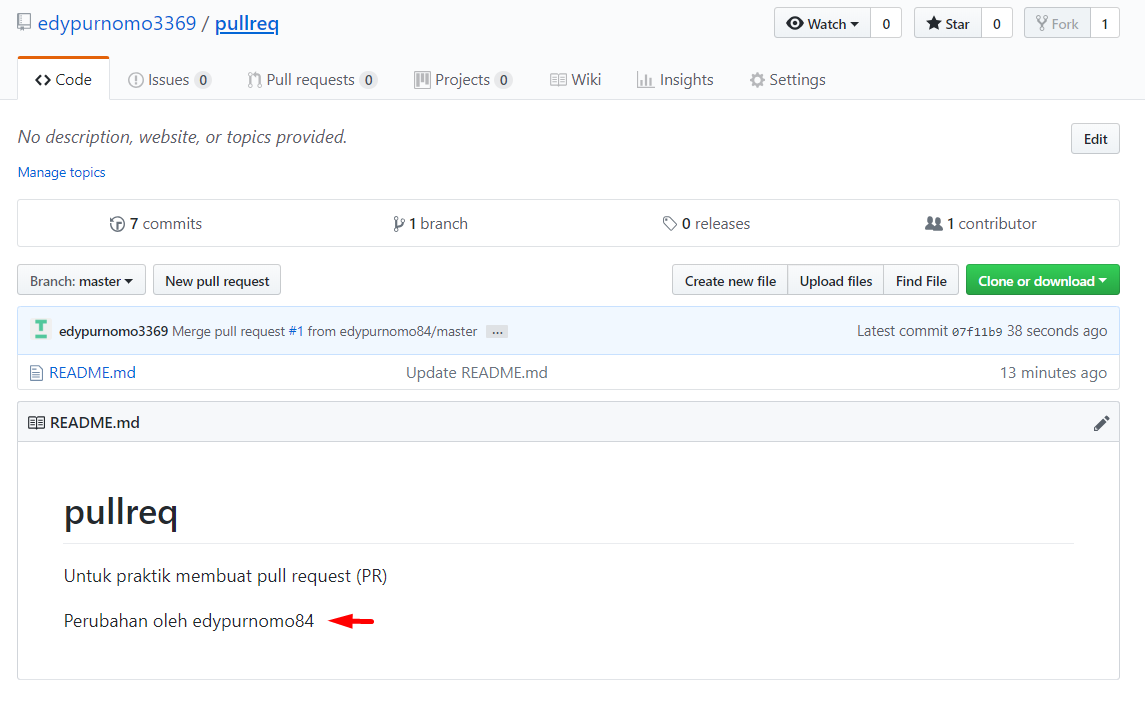 edypurnomo3369 / pullreq
Watch 0 Star 0 Fork 1
Code Issues 0 Pull requests 0 Projects 0 Wiki Insights Settings
No description, website, or topics provided.
Edit
Manage topics
7 commits 1 branch 0 releases 1 contributor
Branch: master New pull request Create new file Upload files Find File Clone or download
edypurnomo3369 Merge pull request #1 from edypurnomo84/master ... Latest commit 07f11b9 38 seconds ago
README.md Update README.md 13 minutes ago
README.md
pullreq
Untuk praktik membuat pull request (PR)
Perubahan oleh edypurnomo84